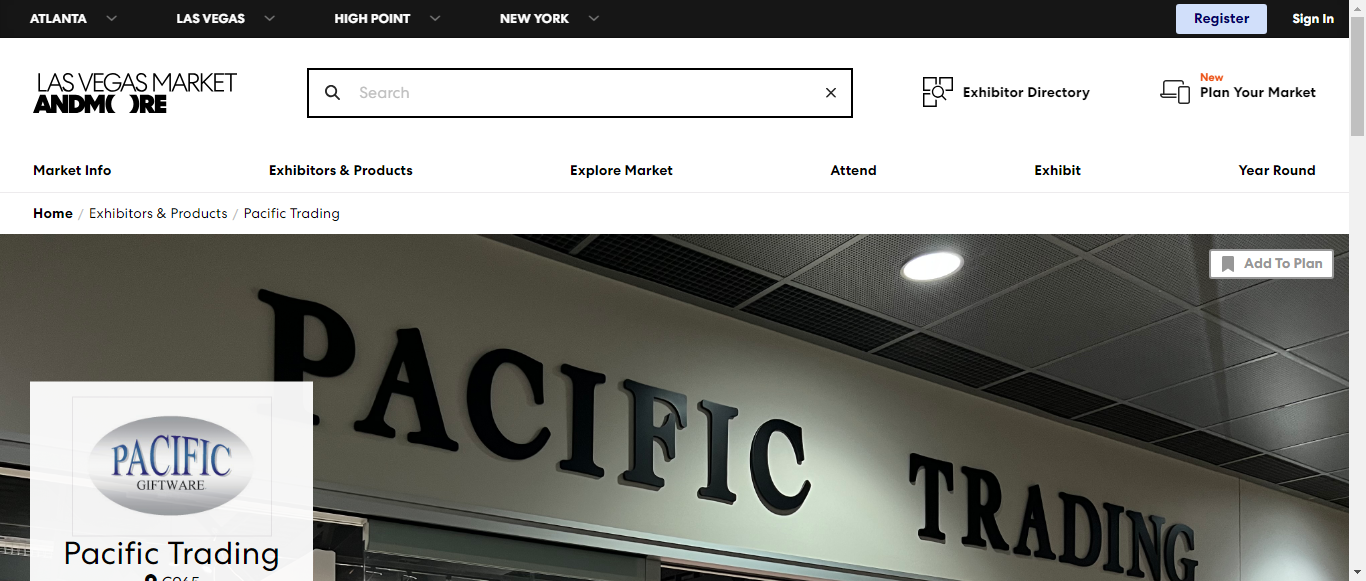 ATLANTA LAS VEGAS HIGH POINT NEW YORK Register Sign In
LAS VEGAS MARKET
ANDMORE
Search
Exhibitor Directory
New
Plan Your Market
Market Info Exhibitors & Products Explore Market Attend Exhibit Year Round
Home / Exhibitors & Products / Pacific Trading
Add To Plan
PACIFIC TRADING
PACIFIC
GIFTWARE
Pacific Trading